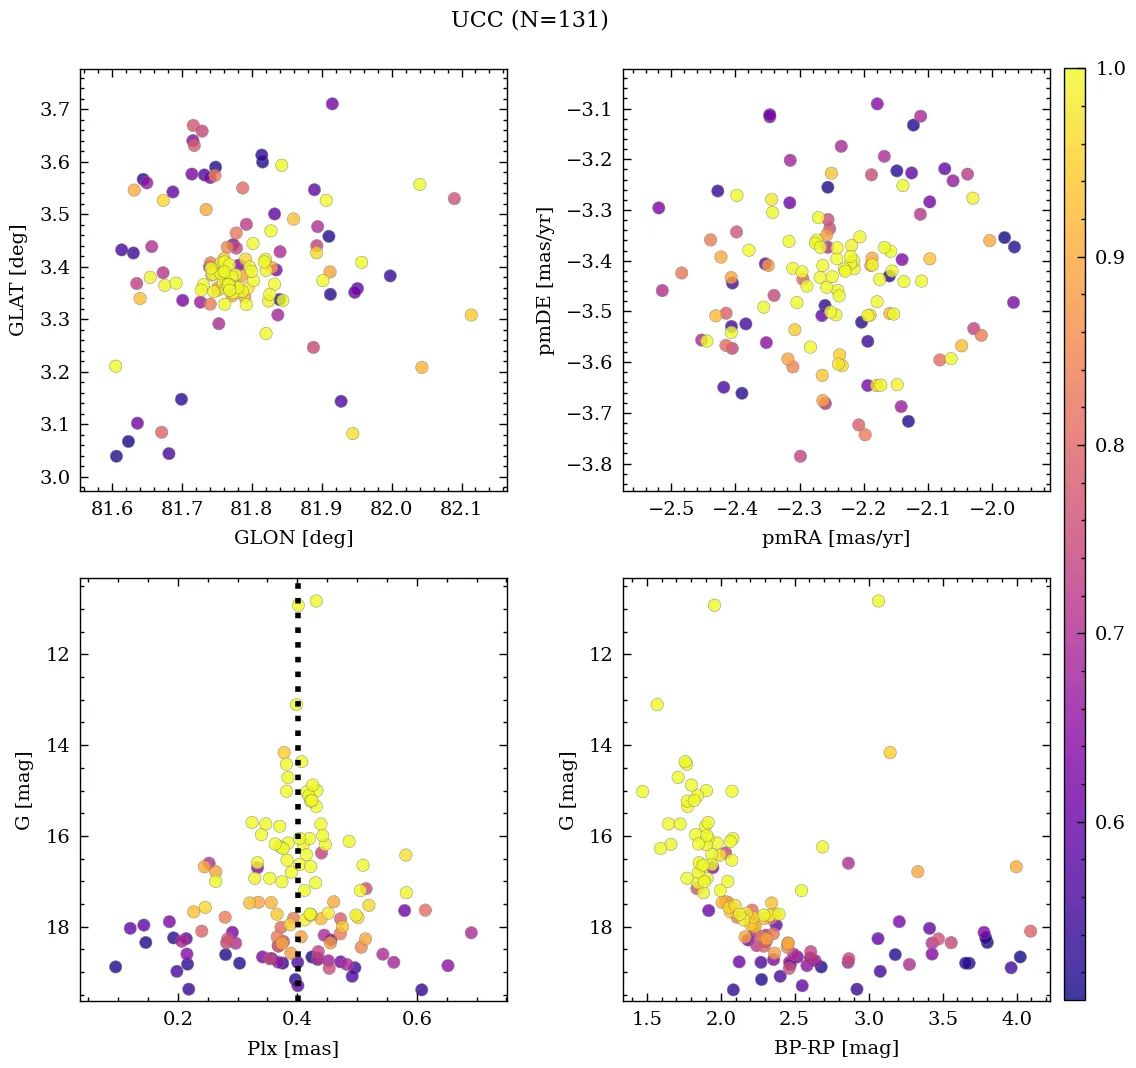 UCC (N=131)
3.7
3.6
3.5
3.4
3.3
3.2
3.1
3.0
GLAT [deg]
81.6 81.7 81.8 81.9 82.0 82.1
GLON [deg]
−3.1
−3.2
−3.3
−3.4
−3.5
−3.6
−3.7
−3.8
pmDE [mas/yr]
−2.5 −2.4 −2.3 −2.2 −2.1 −2.0
pmRA [mas/yr]
1.0
0.9
0.8
0.7
0.6
12
14
16
18
G [mag]
0.2 0.4 0.6
Plx [mas]
12
14
16
18
G [mag]
1.5 2.0 2.5 3.0 3.5 4.0
BP-RP [mag]